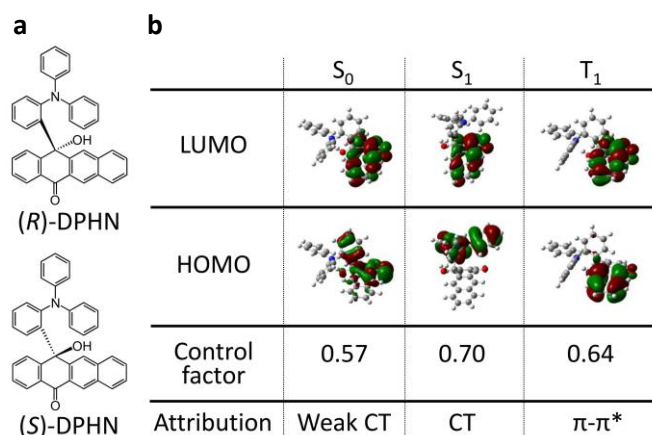 a
N
OH
O
(R)-DPHN
N
OH
O
(S)-DPHN
b
S0 S1 T1
LUMO
HOMO
Control factor 0.57 0.70 0.64
Attribution Weak CT CT π-π*